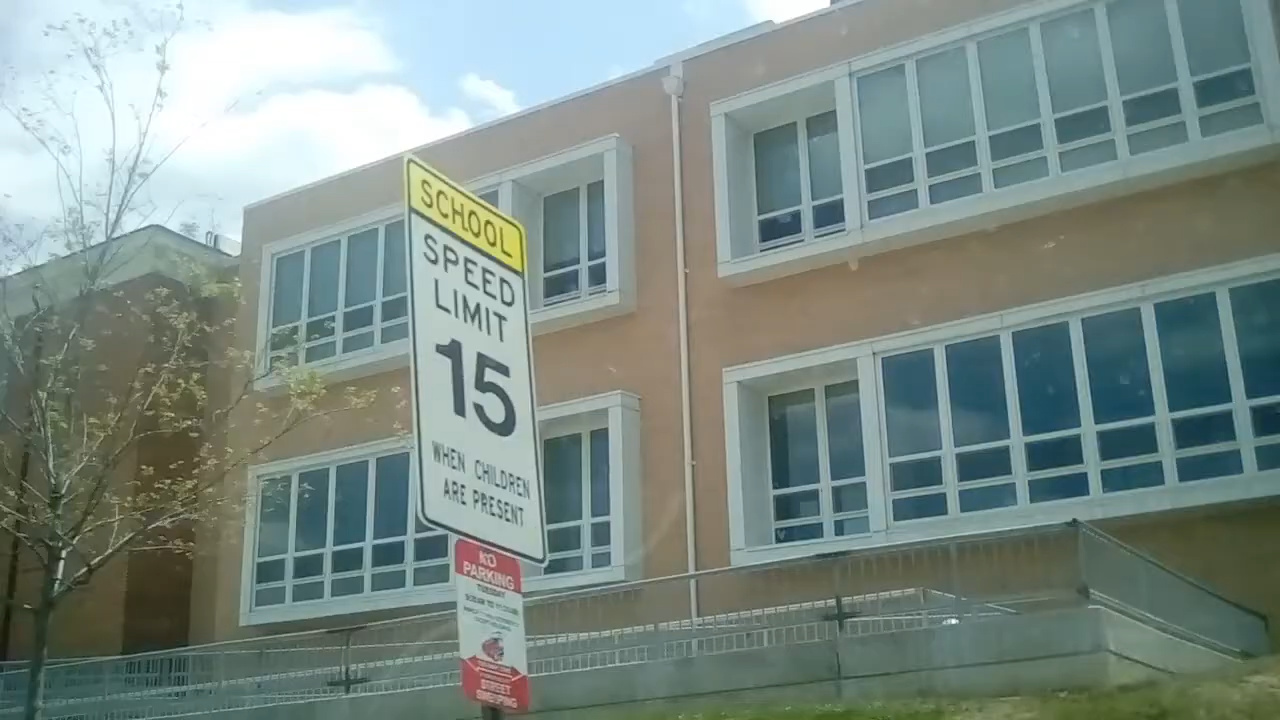 SCHOOL
SPEED
LIMIT
15
WHEN CHILDREN
ARE PRESENT
NO
PARKING
TUESDAY
STREET
SWEEPING